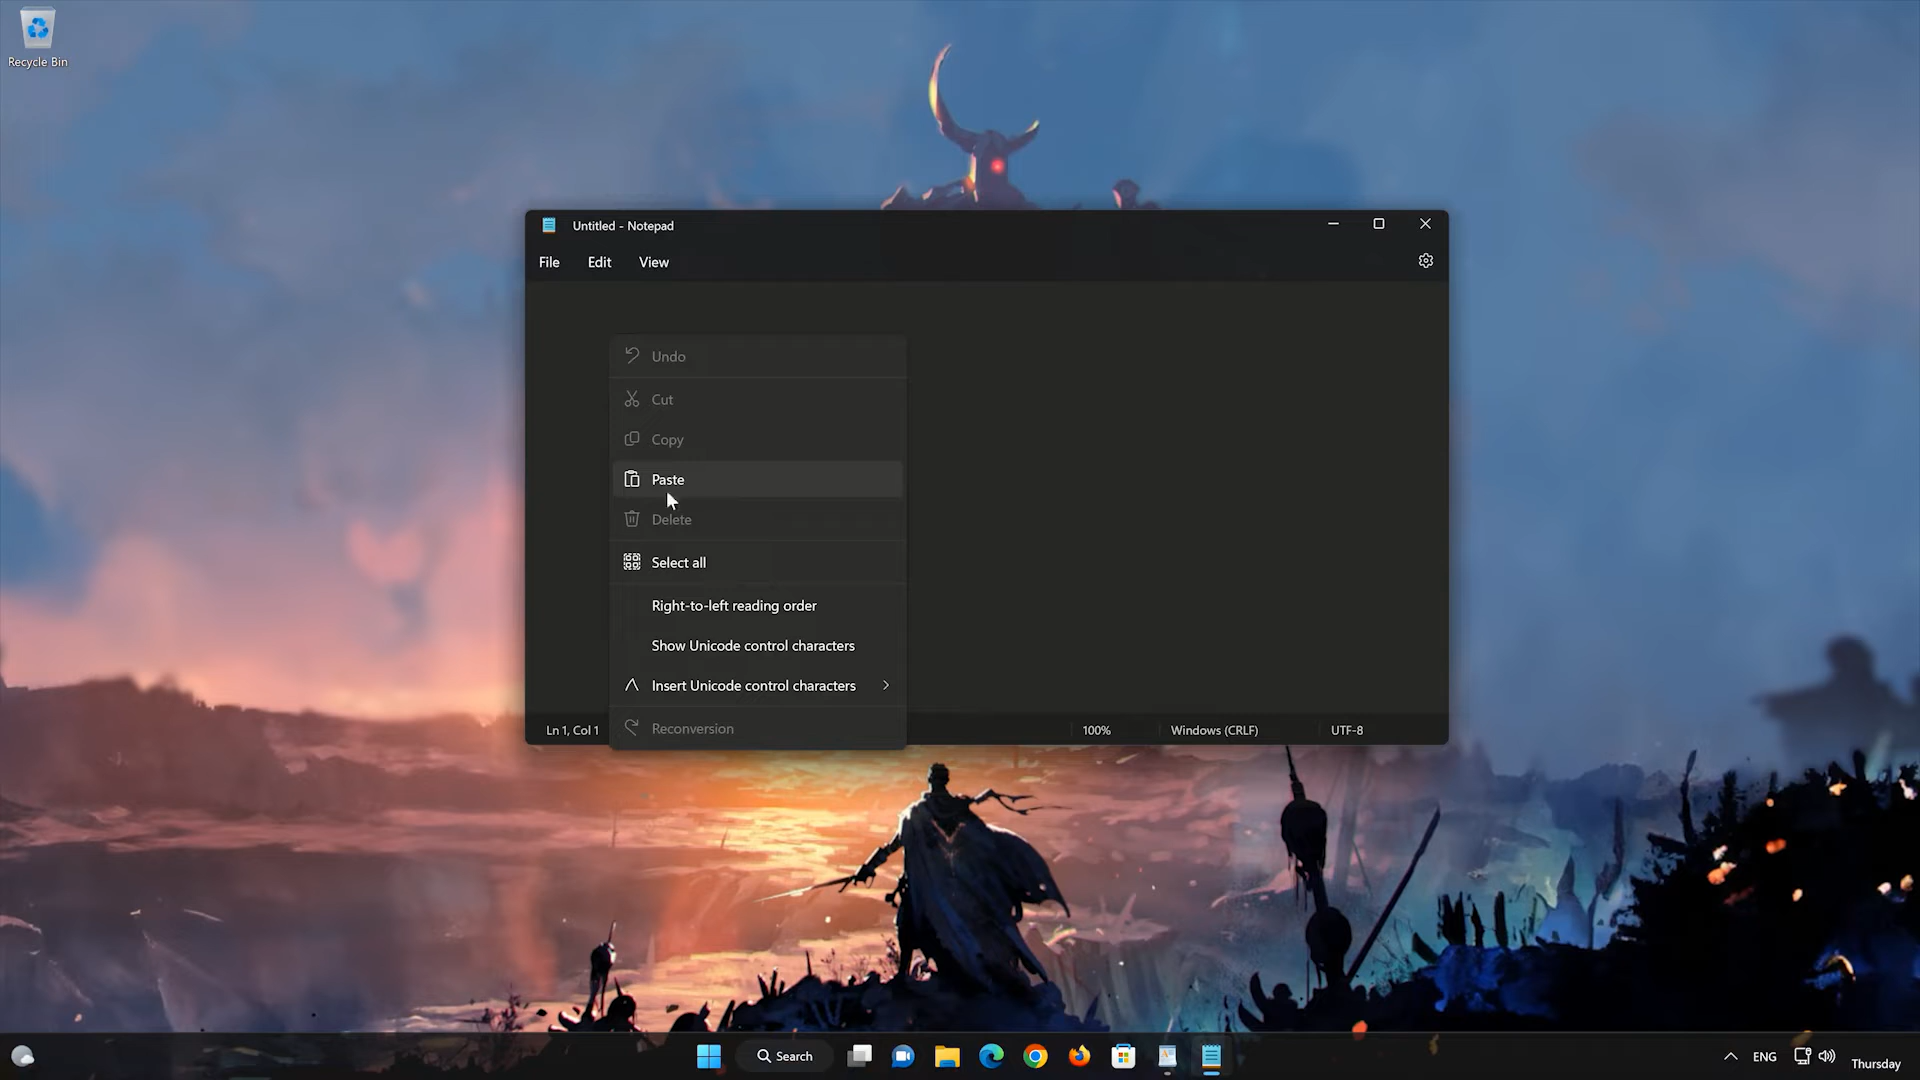 Recycle Bin
Untitled - Notepad
File Edit View
Undo
Cut
Copy
Paste
Delete
Select all
Right-to-left reading order
Show Unicode control characters
Insert Unicode control characters
Reconversion
Ln 1, Col 1 100% Windows (CRLF) UTF-8
Search ENG Thursday